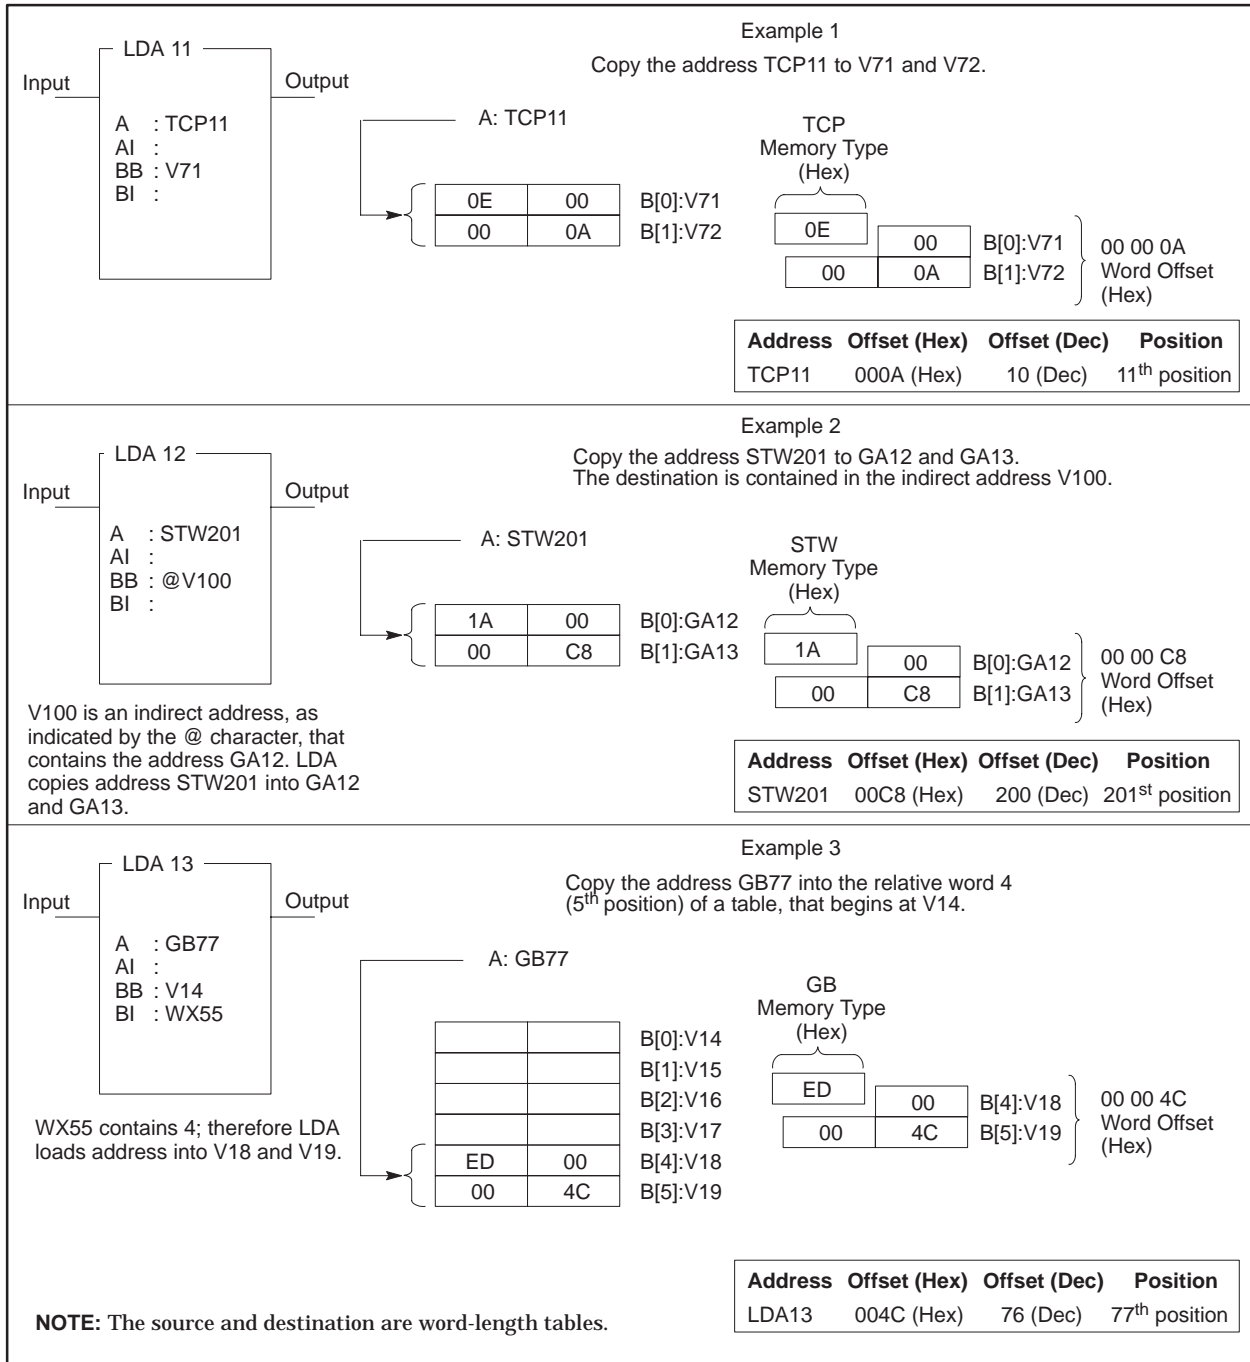 Example 1
Copy the address TCP11 to V71 and V72.
LDA 11
Input
Output
A : TCP11
AI :
BB : V71
BI :
A: TCP11
0E 00 B[0]:V71
00 0A B[1]:V72
TCP
Memory Type
(Hex)
0E
00 B[0]:V71
00 0A B[1]:V72
00 00 0A
Word Offset
(Hex)
Address Offset (Hex) Offset (Dec) Position
TCP11 000A (Hex) 10 (Dec) 11th position
Example 2
Copy the address STW201 to GA12 and GA13.
The destination is contained in the indirect address V100.
LDA 12
Input
Output
A : STW201
AI :
BB : @V100
BI :
A: STW201
1A 00 B[0]:GA12
00 C8 B[1]:GA13
STW
Memory Type
(Hex)
1A
00 B[0]:GA12
00 C8 B[1]:GA13
00 00 C8
Word Offset
(Hex)
V100 is an indirect address, as
indicated by the @ character, that
contains the address GA12. LDA
copies address STW201 into GA12
and GA13.
Address Offset (Hex) Offset (Dec) Position
STW201 00C8 (Hex) 200 (Dec) 201st position
Example 3
Copy the address GB77 into the relative word 4
(5th position) of a table, that begins at V14.
LDA 13
Input
Output
A : GB77
AI :
BB : V14
BI : WX55
A: GB77
B[0]:V14
B[1]:V15
B[2]:V16
B[3]:V17
ED 00 B[4]:V18
00 4C B[5]:V19
GB
Memory Type
(Hex)
ED
00 B[4]:V18
00 4C B[5]:V19
00 00 4C
Word Offset
(Hex)
WX55 contains 4; therefore LDA
loads address into V18 and V19.
Address Offset (Hex) Offset (Dec) Position
LDA13 004C (Hex) 76 (Dec) 77th position
NOTE: The source and destination are word-length tables.